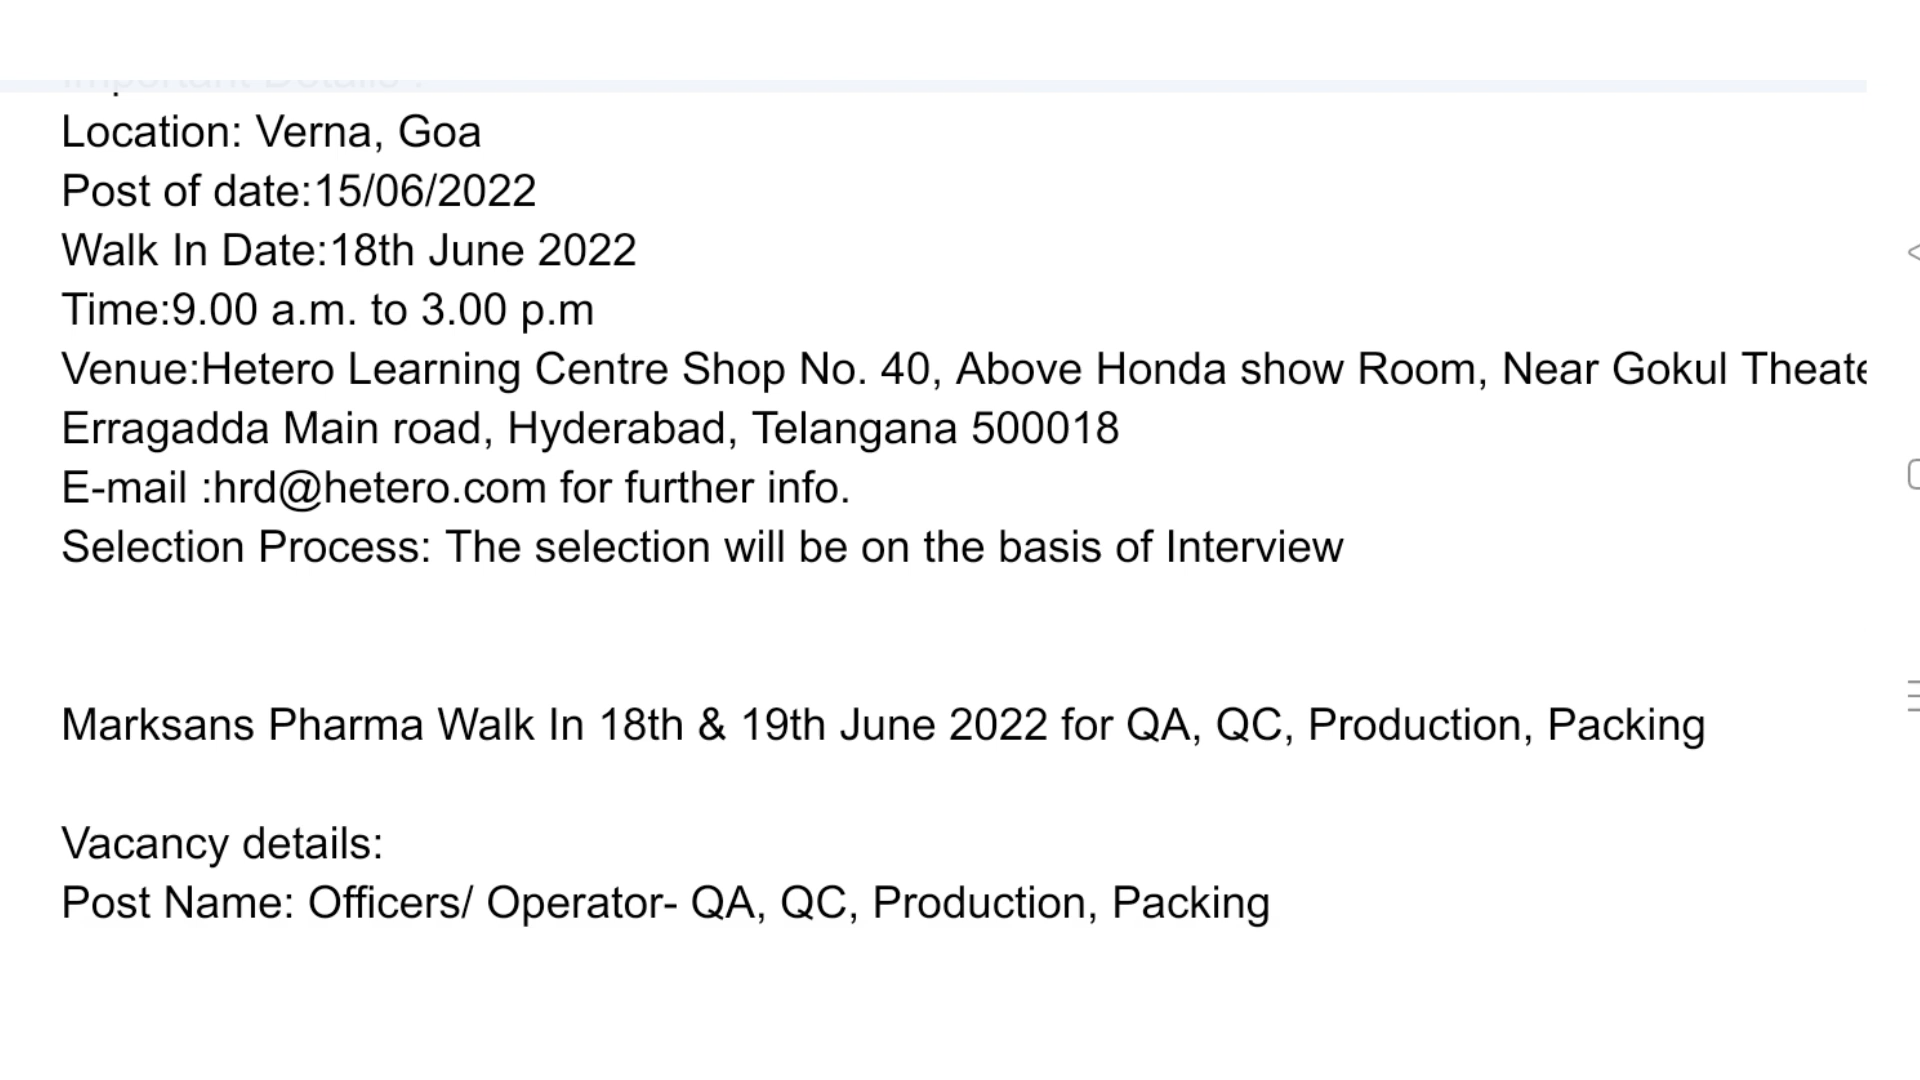 Important Details :
Location: Verna, Goa
Post of date:15/06/2022
Walk In Date:18th June 2022
Time:9.00 a.m. to 3.00 p.m
Venue:Hetero Learning Centre Shop No. 40, Above Honda show Room, Near Gokul
Erragadda Main road, Hyderabad, Telangana 500018
E-mail :hrd@hetero.com for further info.
Selection Process: The selection will be on the basis of Interview
Marksans Pharma Walk In 18th & 19th June 2022 for QA, QC, Production, Packing
Vacancy details:
Post Name: Officers/ Operator- QA, QC, Production, Packing